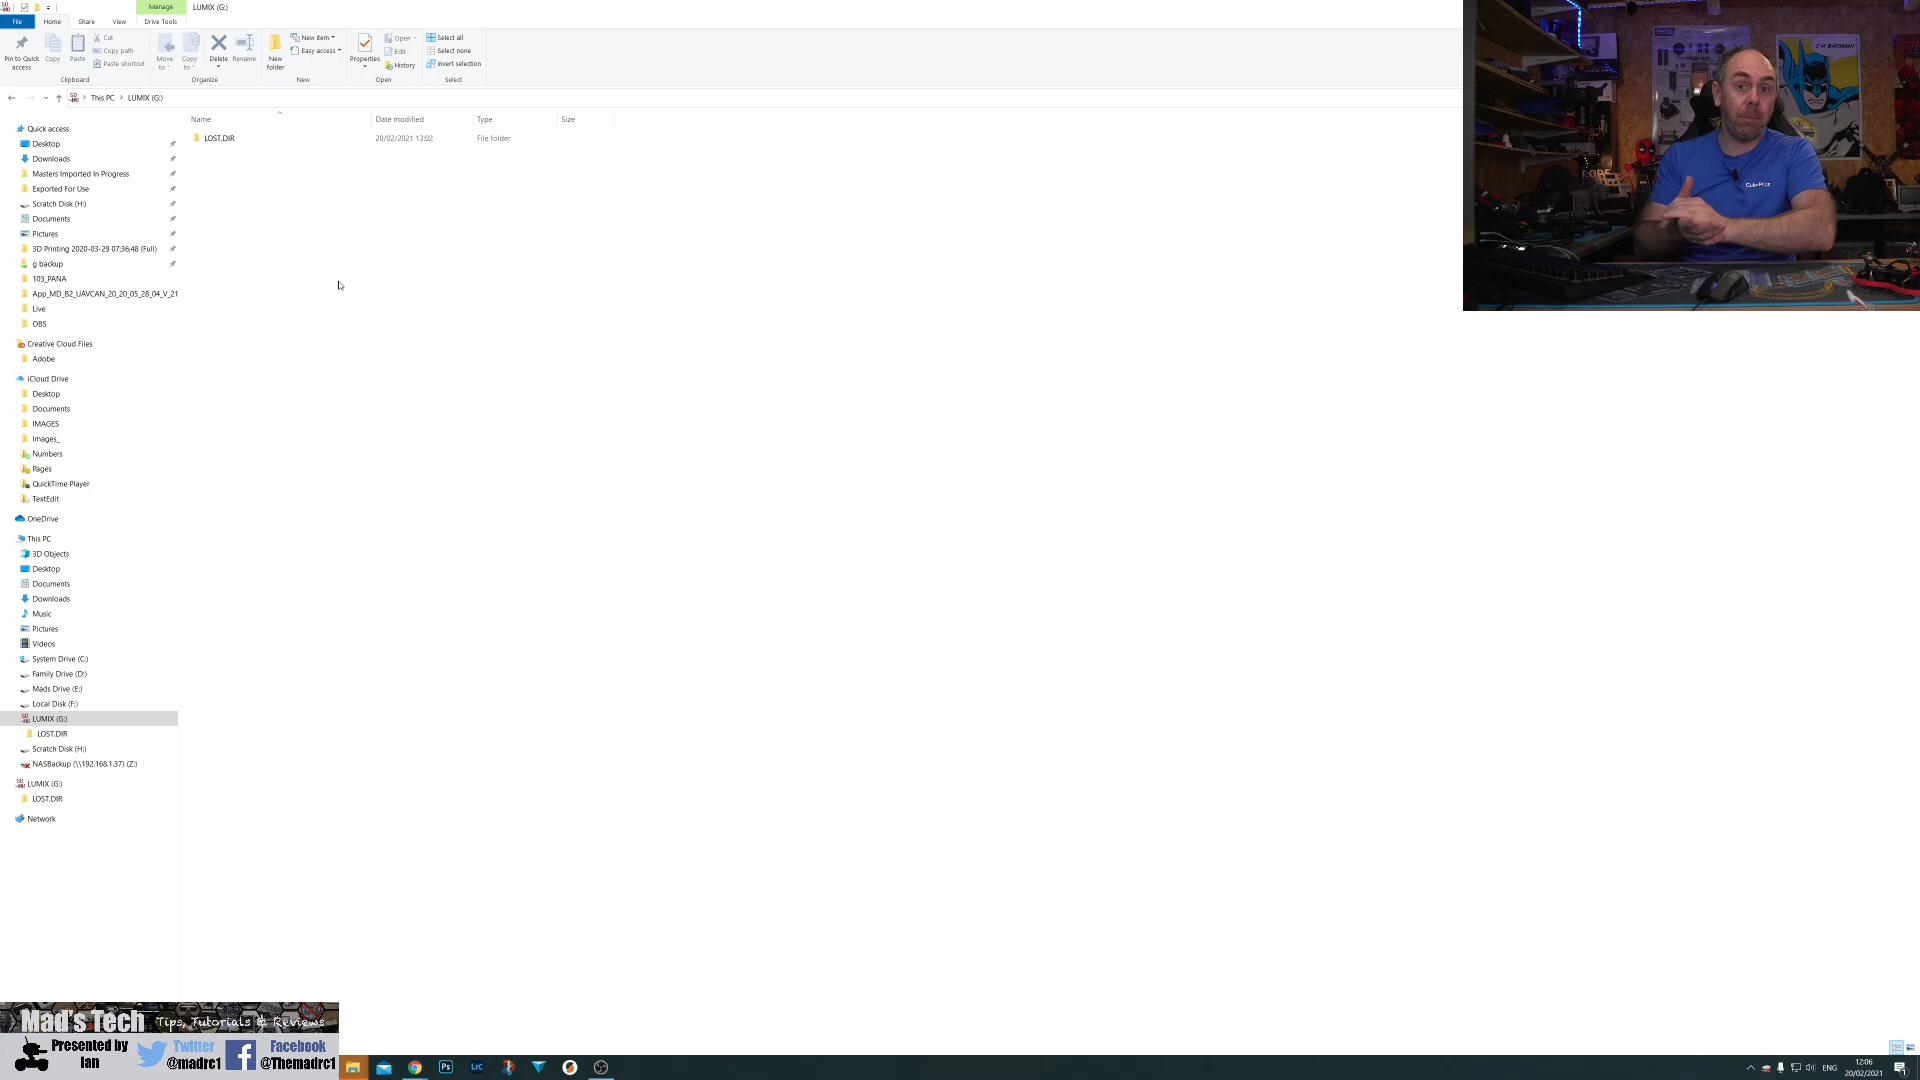 Manage
LUMIX (G:)
File
Home
Share
View
Drive Tools
Pin to Quick access
Copy
Paste
Cut
Copy path
Paste shortcut
Clipboard
Move to
Copy to
Delete
Rename
Organize
New folder
New item
Easy access
New
Properties
Open
Edit
History
Open
Select all
Select none
Invert selection
Select
This PC
LUMIX (G:)
Name
Date modified
Type
Size
LOST.DIR
20/02/2021 13:02
File folder
Quick access
Desktop
Downloads
Masters Imported In Progress
Exported For Use
Scratch Disk (H:)
Documents
Pictures
3D Printing 2020-03-29 07;36;48 (Full)
g backup
103_PANA
App_MD_B2_UAVCAN_20_20_05_28_04_V_21
Live
OBS
Creative Cloud Files
Adobe
iCloud Drive
Desktop
Documents
IMAGES
Images_
Numbers
Pages
QuickTime Player
TextEdit
OneDrive
This PC
3D Objects
Desktop
Documents
Downloads
Music
Pictures
Videos
System Drive (C:)
Family Drive (D:)
Mads Drive (E:)
Local Disk (F:)
LUMIX (G:)
LOST.DIR
Scratch Disk (H:)
NASBackup (\\192.168.1.37) (Z:)
LUMIX (G:)
LOST.DIR
Network
I'M BATMAN!
RODE
CubePilot
Mad's Tech
Tips, Tutorials & Reviews
Presented by Ian
Twitter
@madrc1
Facebook
@Themadrc1
Ps
LrC
ENG
12:06
20/02/2021